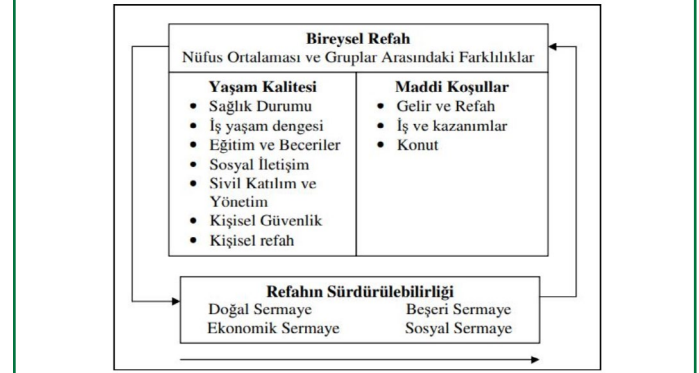 Bireysel Refah
Nüfus Ortalaması ve Gruplar Arasındaki Farklılıklar
Yaşam Kalitesi
• Sağlık Durumu
• İş yaşam dengesi
• Eğitim ve Beceriler
• Sosyal İletişim
• Sivil Katılım ve
Yönetim
• Kişisel Güvenlik
• Kişisel refah
Maddi Koşullar
• Gelir ve Refah
• İş ve kazanımlar
• Konut
Refahın Sürdürülebilirliği
Doğal Sermaye Beşeri Sermaye
Ekonomik Sermaye Sosyal Sermaye